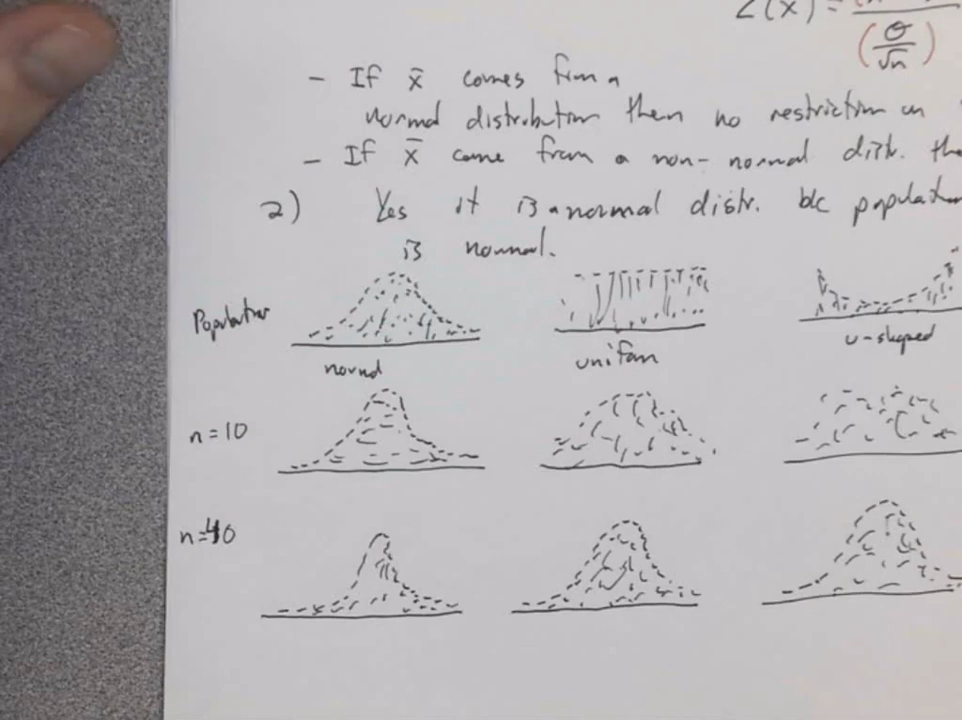 Z(x) =
(σ/√n)
- If x̄ comes from a
normal distribution then no restriction on
- If x̄ come from a non-normal distr. the
2) Yes it is a normal distr. b/c population
is normal.
Population
normal uniform u-shaped
n=10
n=40